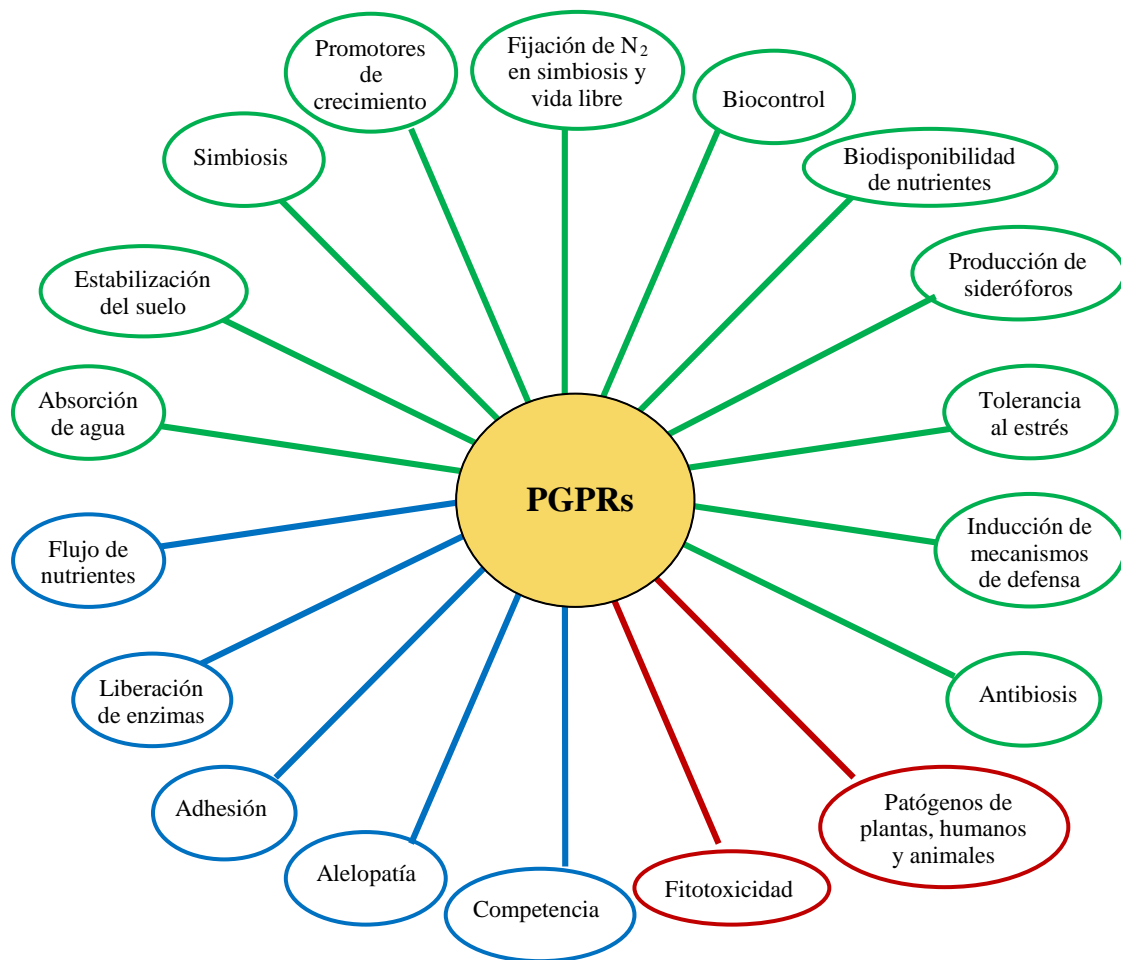 Promotores
de
crecimiento
Fijación de N₂
en simbiosis y
vida libre
Biocontrol
Biodisponibilidad
de nutrientes
Producción de
sideróforos
Tolerancia
al estrés
Inducción de
mecanismos
de defensa
Antibiosis
Patógenos de
plantas, humanos
y animales
Fitotoxicidad
Competencia
Alelopatía
Adhesión
Liberación
de enzimas
Flujo de
nutrientes
Absorción
de agua
Estabilización
del suelo
Simbiosis
PGPRs